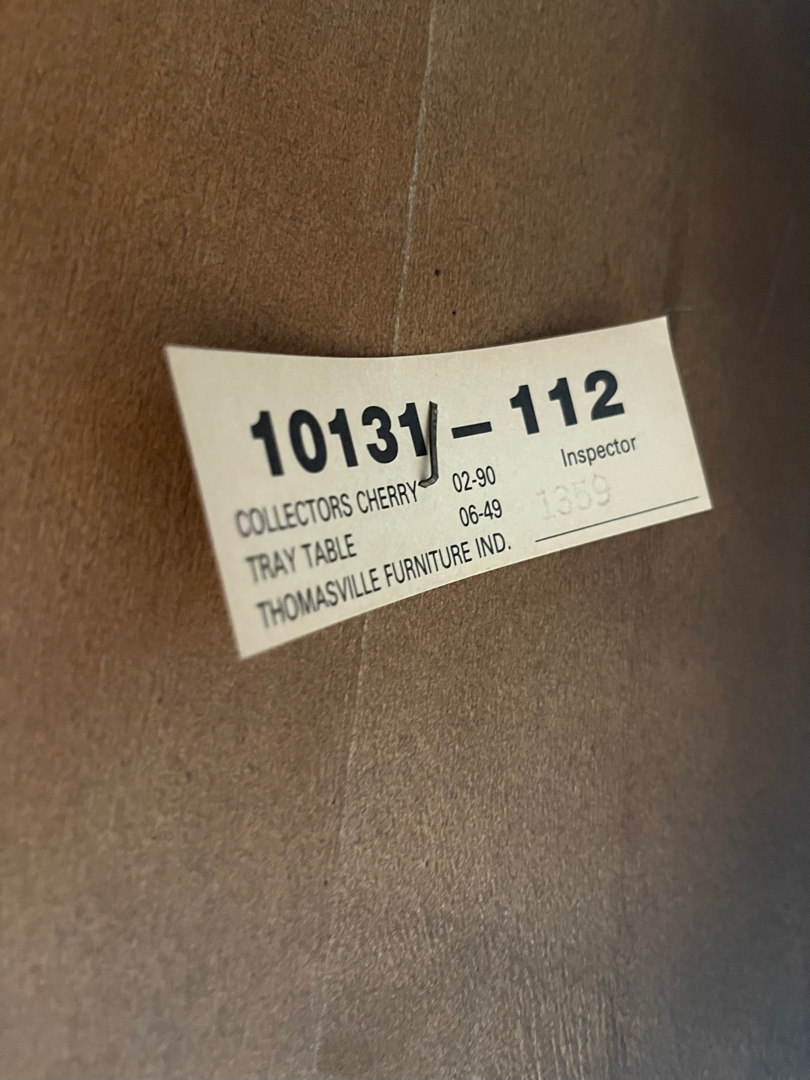 10131-112
COLLECTORS CHERRY 02-90 Inspector
TRAY TABLE 06-49 1359
THOMASVILLE FURNITURE IND.